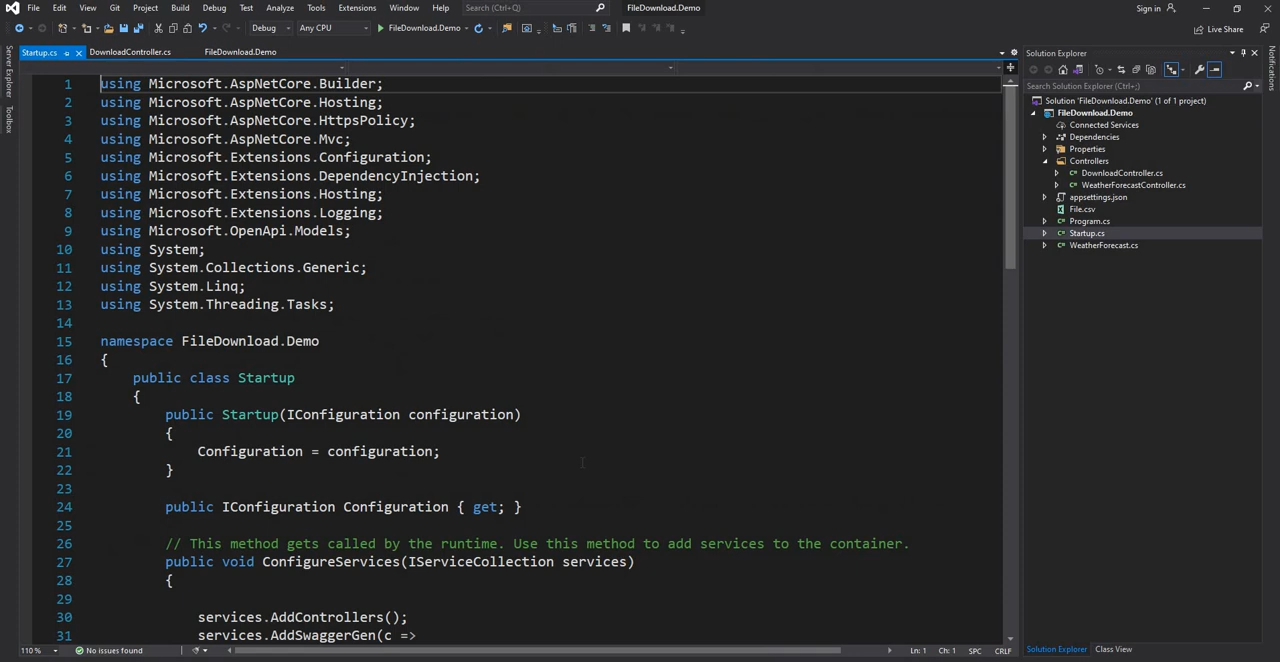 File Edit View Git Project Build Debug Test Analyze Tools Extensions Window Help Search (Ctrl+Q) FileDownload.Demo Sign in
Debug Any CPU FileDownload.Demo Live Share
Server Explorer
Toolbox
Startup.cs DownloadController.cs FileDownload.Demo
1 using Microsoft.AspNetCore.Builder;
2 using Microsoft.AspNetCore.Hosting;
3 using Microsoft.AspNetCore.HttpsPolicy;
4 using Microsoft.AspNetCore.Mvc;
5 using Microsoft.Extensions.Configuration;
6 using Microsoft.Extensions.DependencyInjection;
7 using Microsoft.Extensions.Hosting;
8 using Microsoft.Extensions.Logging;
9 using Microsoft.OpenApi.Models;
10 using System;
11 using System.Collections.Generic;
12 using System.Linq;
13 using System.Threading.Tasks;
14
15 namespace FileDownload.Demo
16 {
17 public class Startup
18 {
19 public Startup(IConfiguration configuration)
20 {
21 Configuration = configuration;
22 }
23
24 public IConfiguration Configuration { get; }
25
26 // This method gets called by the runtime. Use this method to add services to the container.
27 public void ConfigureServices(IServiceCollection services)
28 {
29
30 services.AddControllers();
31 services.AddSwaggerGen(c =>
110 % No issues found Ln: 1 Ch: 1 SPC CRLF
Solution Explorer
Search Solution Explorer (Ctrl+;)
Solution 'FileDownload.Demo' (1 of 1 project)
FileDownload.Demo
Connected Services
Dependencies
Properties
Controllers
C# DownloadController.cs
C# WeatherForecastController.cs
appsettings.json
File.csv
C# Program.cs
C# Startup.cs
C# WeatherForecast.cs
Solution Explorer Class View
Notifications